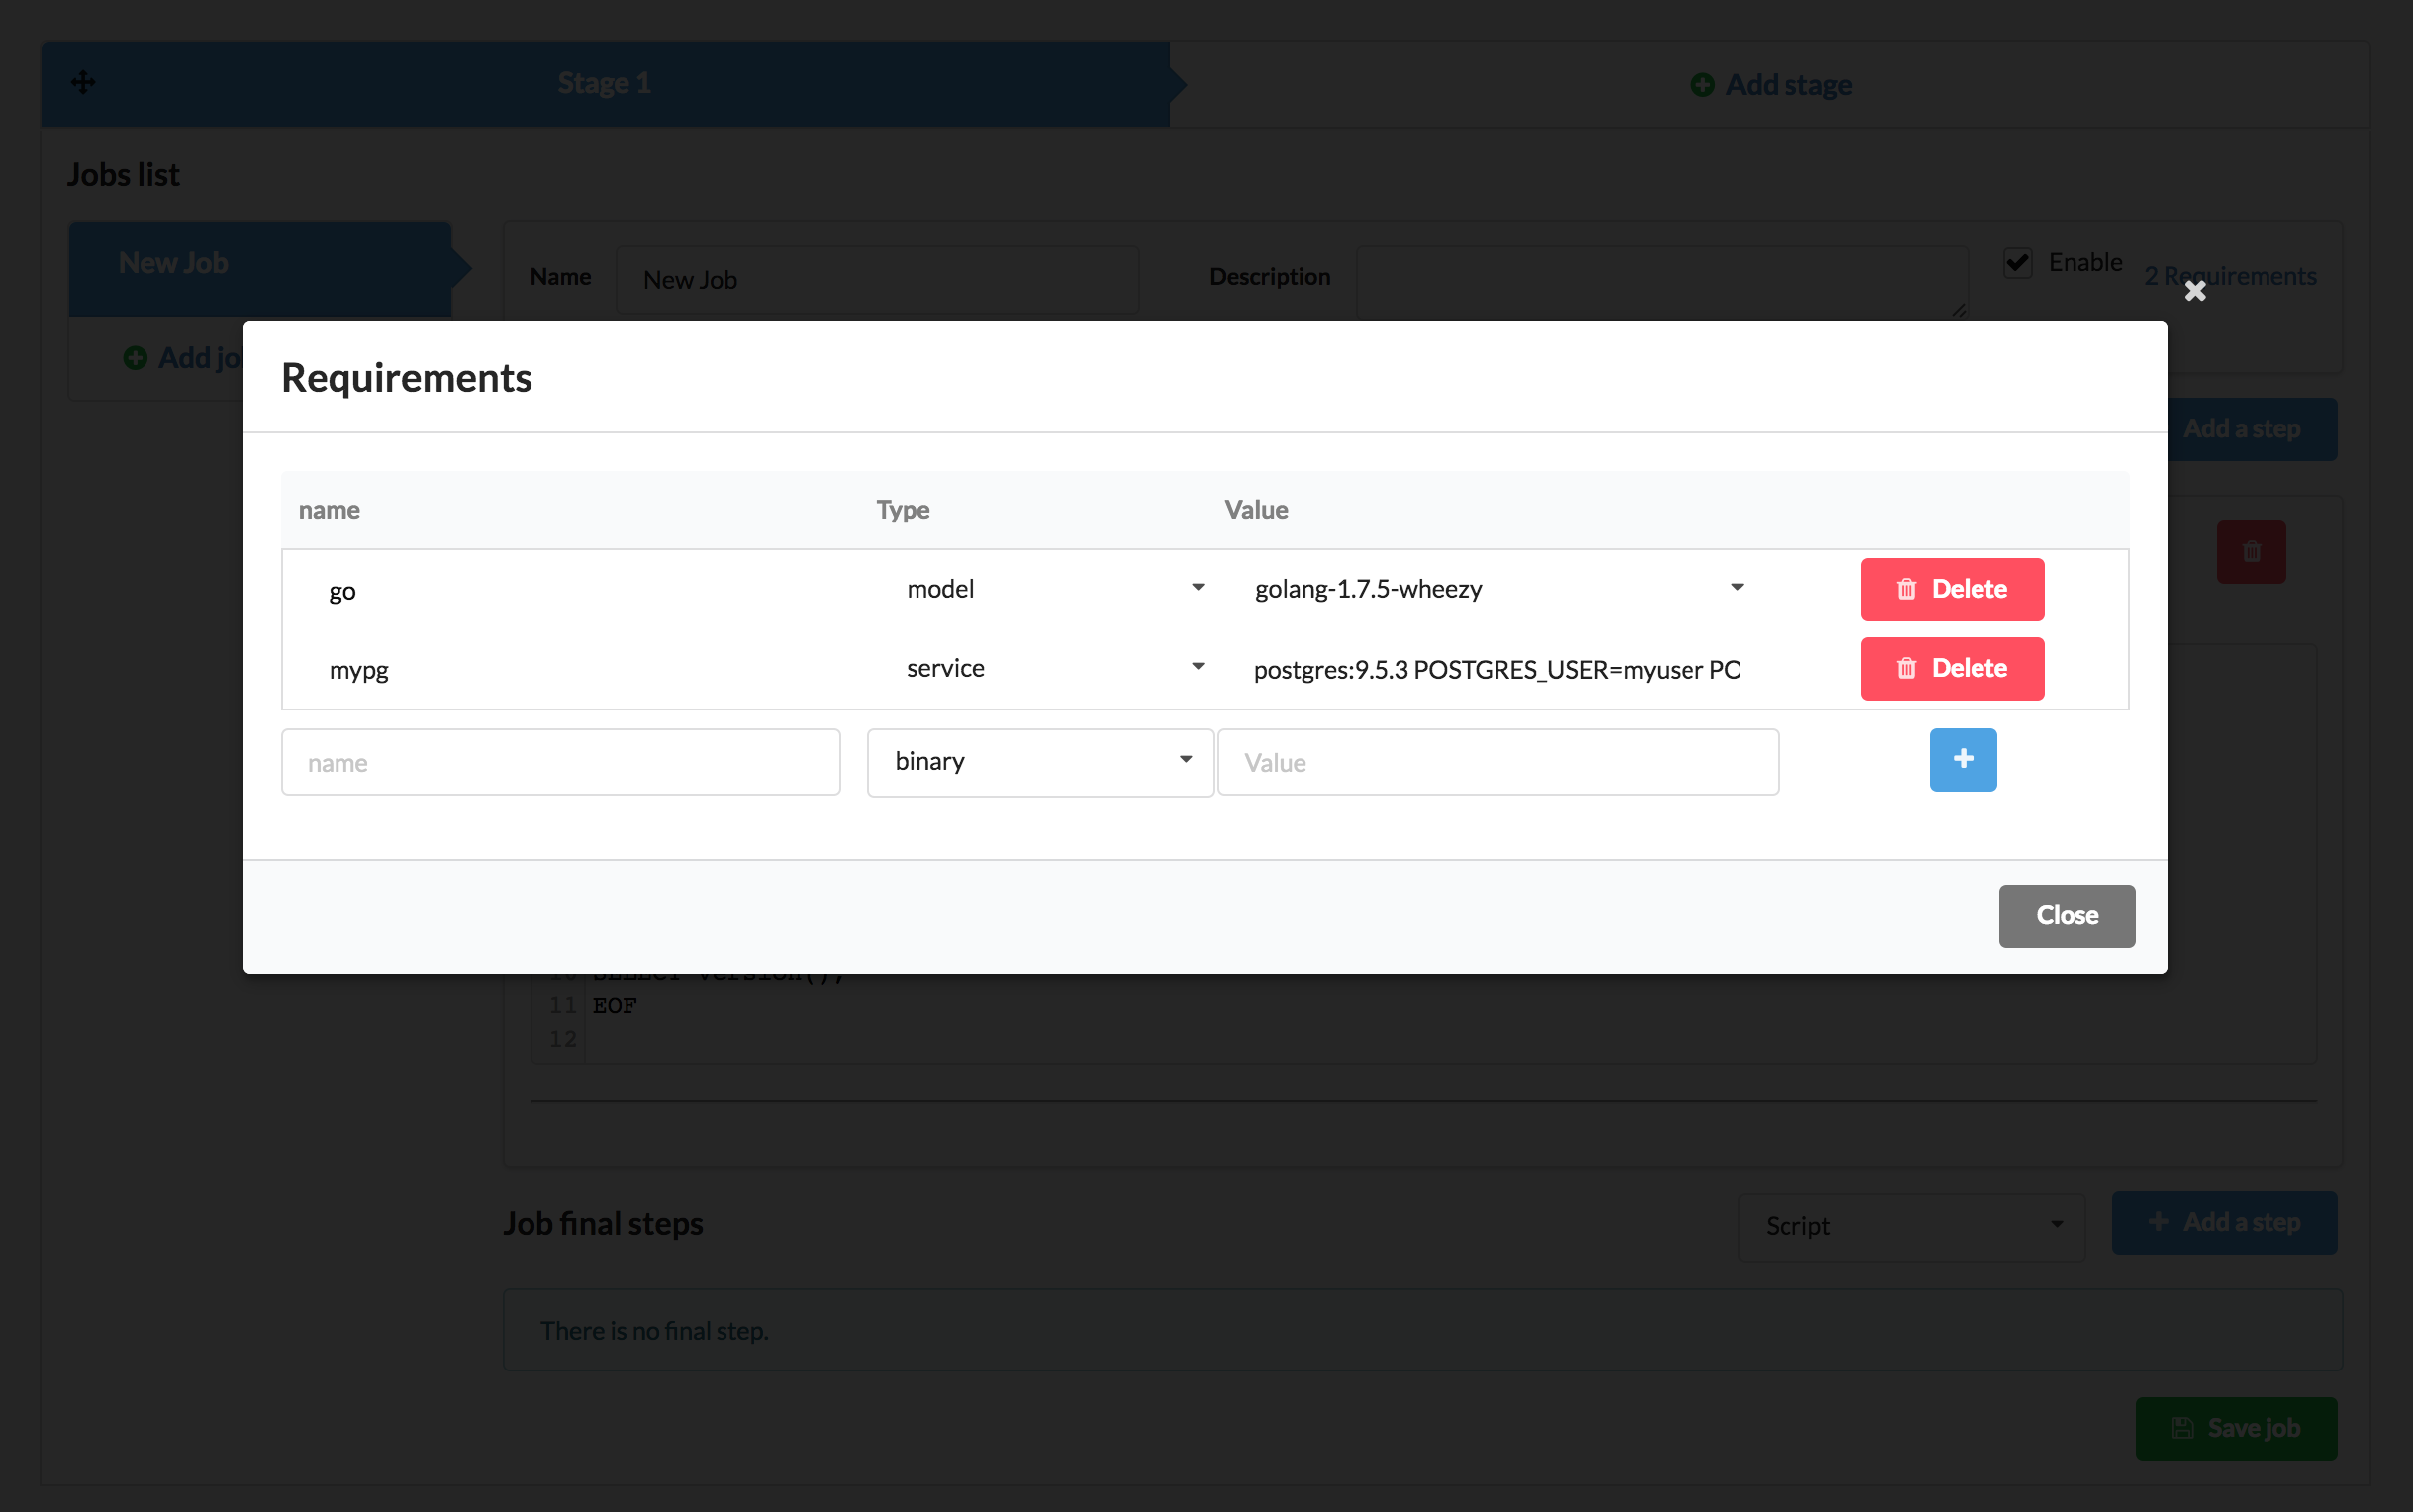 Stage 1
Add stage
Jobs list
New Job
Name New Job Description Enable 2 Requirements
Add
Requirements
Add a step
name Type Value
go model golang-1.7.5-wheezy Delete
mypg service postgres:9.5.3 POSTGRES_USER=myuser Delete
name binary Value
Close
11 EOF
12
Job final steps Script Add a step
There is no final step.
Save job